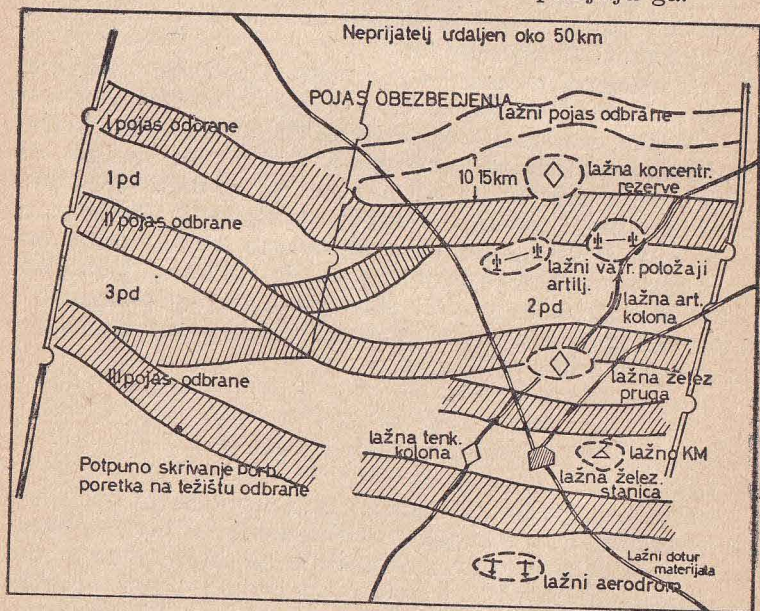 Neprijatelj udaljen oko 50km
POJAS OBEZBEDJENJA
lažni pojas odbrane
I pojas odbrane
1 pd
10 15km
lažna koncentr.
rezerve
II pojas odbrane
lažni vatr. položaji
artilj.
3 pd
2 pd
lažna art.
kolona
III pojas odbrane
lažna želez
pruga
lažna tenk.
kolona
lažno KM
lažna želez.
stanica
Potpuno skrivanje borb.
poretka na težištu odbrane
Lažni dotur
materijala
lažni aerodrom